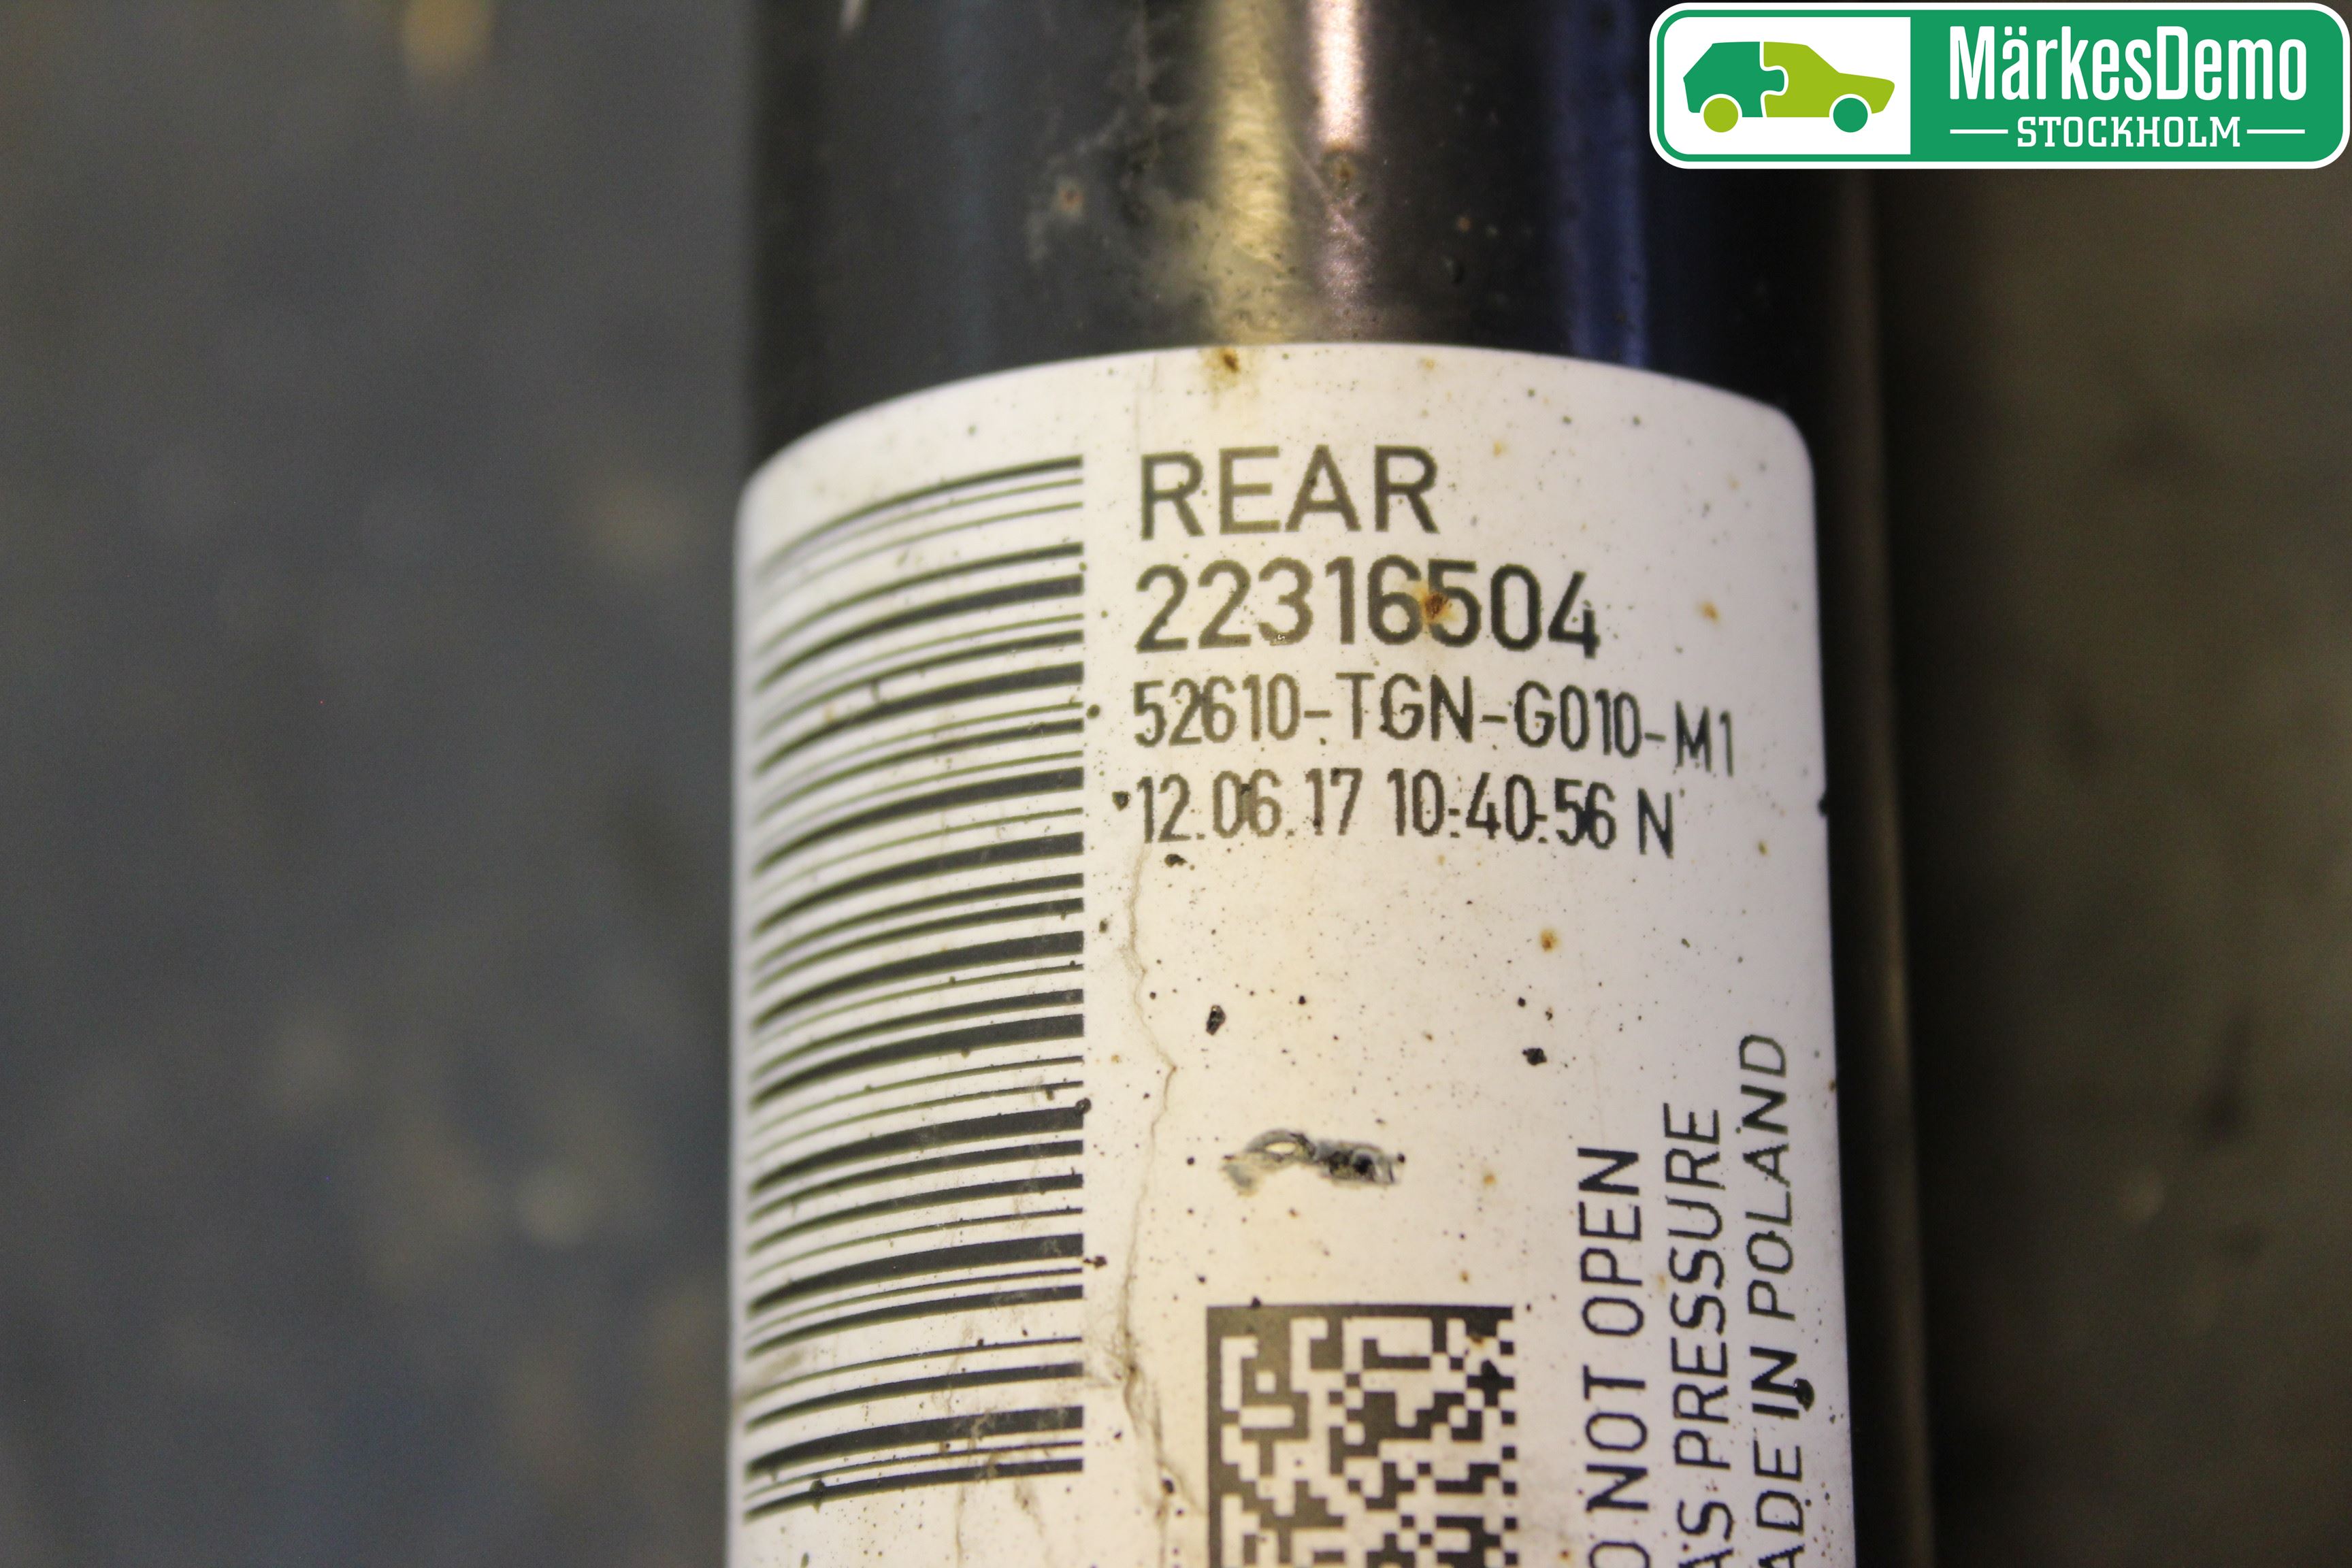 MärkesDemo
STOCKHOLM
REAR
22316504
52610-TGN-G010-M1
12.06.17 10:40:56 N
O NOT OPEN
AS PRESSURE
ADE IN POLAND